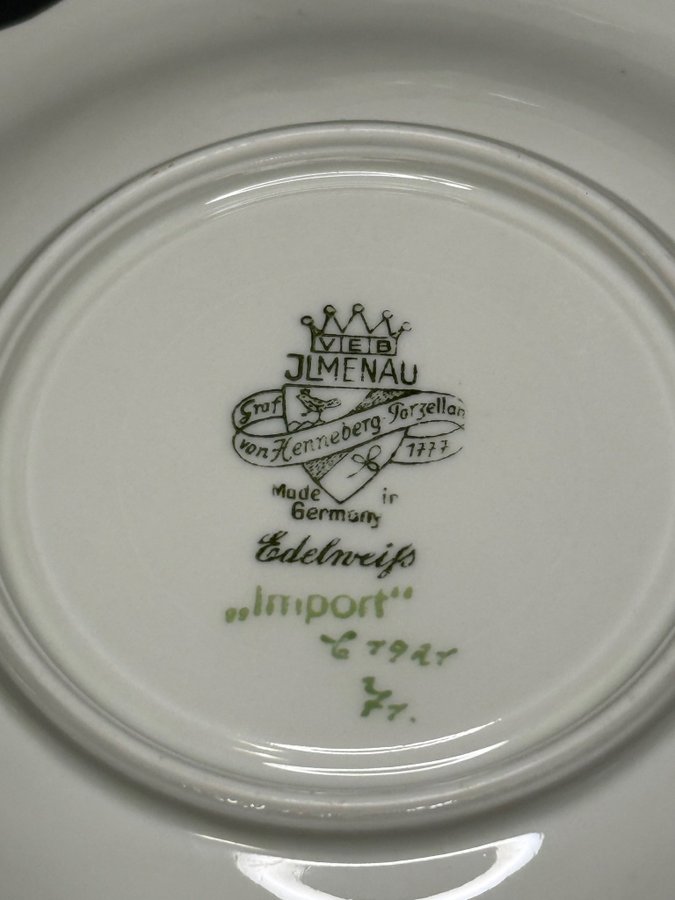 VEB
JLMENAU
Graf
von Henneberg Porzellan
1777
Made in
Germany
Edelweiß
„Import“